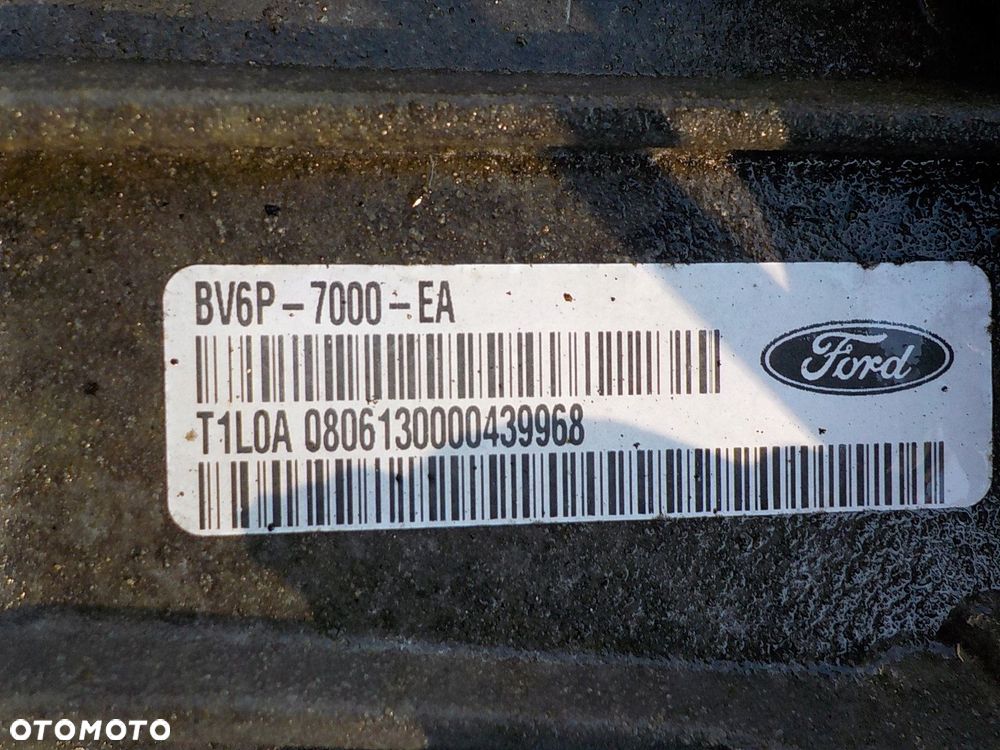 BV6P-7000-EA
Ford
T1L0A 0806130000439968
OTOMOTO